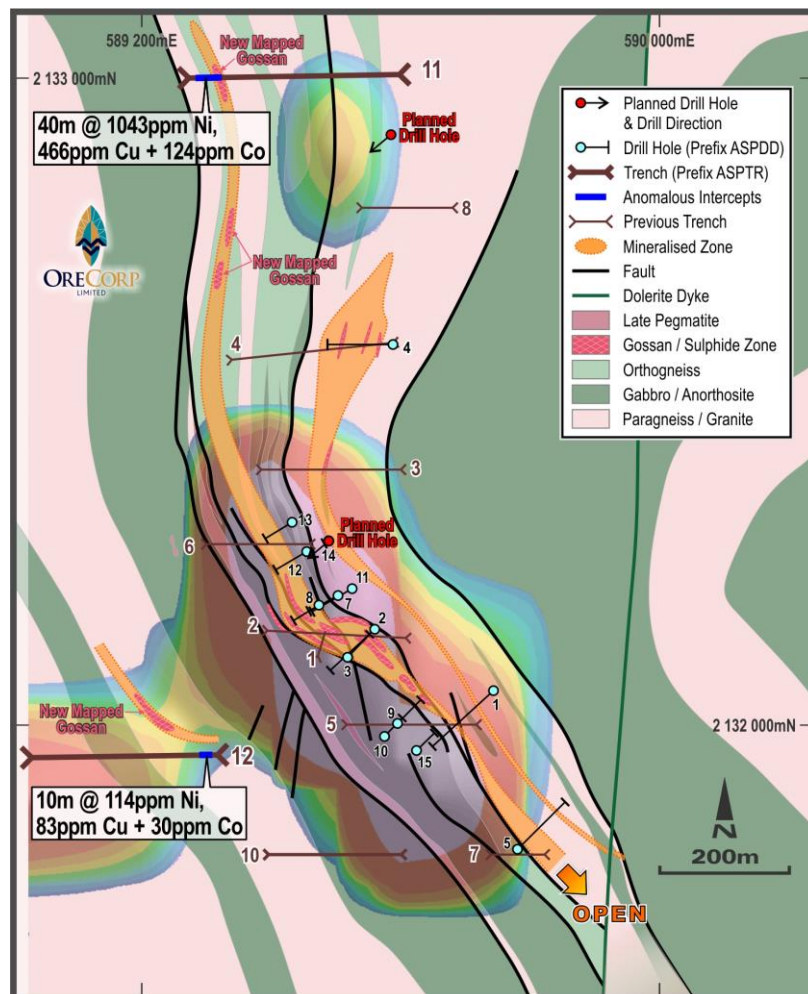 589 200mE
590 000mE
New Mapped
Gossan
2 133 000mN
11
40m @ 1043ppm Ni,
466ppm Cu + 124ppm Co
Planned
Drill Hole
8
Planned Drill Hole
& Drill Direction
Drill Hole (Prefix ASPDD)
Trench (Prefix ASPTR)
Anomalous Intercepts
Previous Trench
Mineralised Zone
Fault
Dolerite Dyke
Late Pegmatite
Gossan / Sulphide Zone
Orthogneiss
Gabbro / Anorthosite
Paragneiss / Granite
ORECORP
LIMITED
New Mapped
Gossan
4
4
3
13
Planned
Drill Hole
6
14
12
11
8
7
2
2
1
3
1
New Mapped
Gossan
9
5
2 132 000mN
10
15
12
10m @ 114ppm Ni,
83ppm Cu + 30ppm Co
N
200m
10
7
5
OPEN